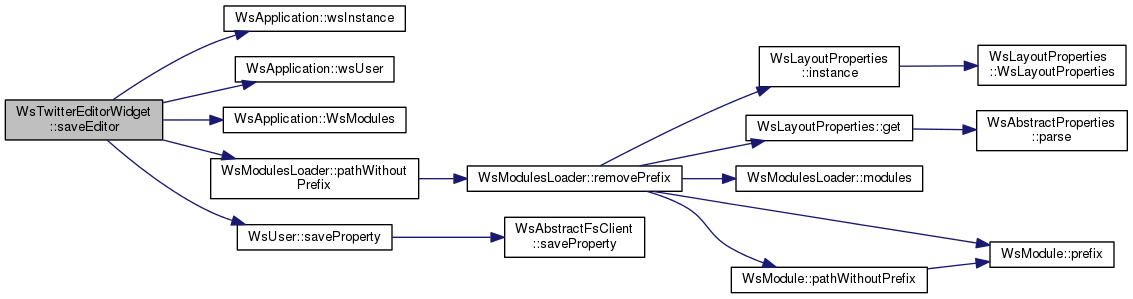 WsTwitterEditorWidget
::saveEditor
WsApplication::wsInstance
WsApplication::wsUser
WsApplication::WsModules
WsModulesLoader::pathWithout
Prefix
WsUser::saveProperty
WsModulesLoader::removePrefix
WsAbstractFsClient
::saveProperty
WsLayoutProperties
::instance
WsLayoutProperties::get
WsModulesLoader::modules
WsModule::pathWithoutPrefix
WsLayoutProperties
::WsLayoutProperties
WsAbstractProperties
::parse
WsModule::prefix